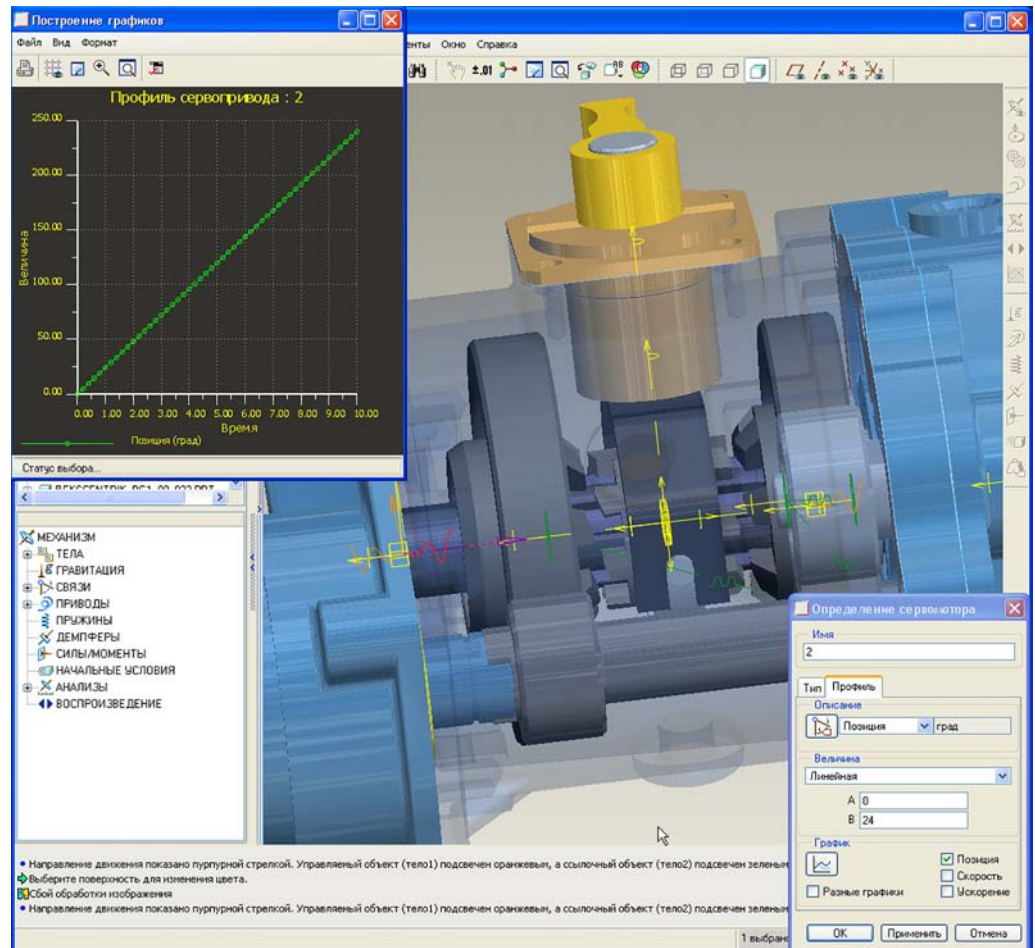 Построение графиков
Файл Вид Формат
Профиль сервопривода : 2
250.00
200.00
150.00
100.00
50.00
0.00
Величина
0.00 1.00 2.00 3.00 4.00 5.00 6.00 7.00 8.00 9.00 10.00
Время
Позиция (град)
Статус выбора...
Окно Справка
±.01
МЕХАНИЗМ
ТЕЛА
ГРАВИТАЦИЯ
СВЯЗИ
ПРИВОДЫ
ПРУЖИНЫ
ДЕМПФЕРЫ
СИЛЫ/МОМЕНТЫ
НАЧАЛЬНЫЕ УСЛОВИЯ
АНАЛИЗЫ
ВОСПРОИЗВЕДЕНИЕ
Определение сервомотора
Имя
2
Тип Профиль
Описание
Позиция град
Величина
Линейная
A 0
B 24
График
Позиция
Скорость
Разные графики Ускорение
OK Применить Отмена
Направление движения показано пурпурной стрелкой. Управляемый объект (тело1) подсвечен оранжевым, а ссылочный объект (тело2) подсвечен зеленым
Выберите поверхность для изменения цвета.
Сбой обработки изображения
Направление движения показано пурпурной стрелкой. Управляемый объект (тело1) подсвечен оранжевым, а ссылочный объект (тело2) подсвечен зеленым
1 выбрано